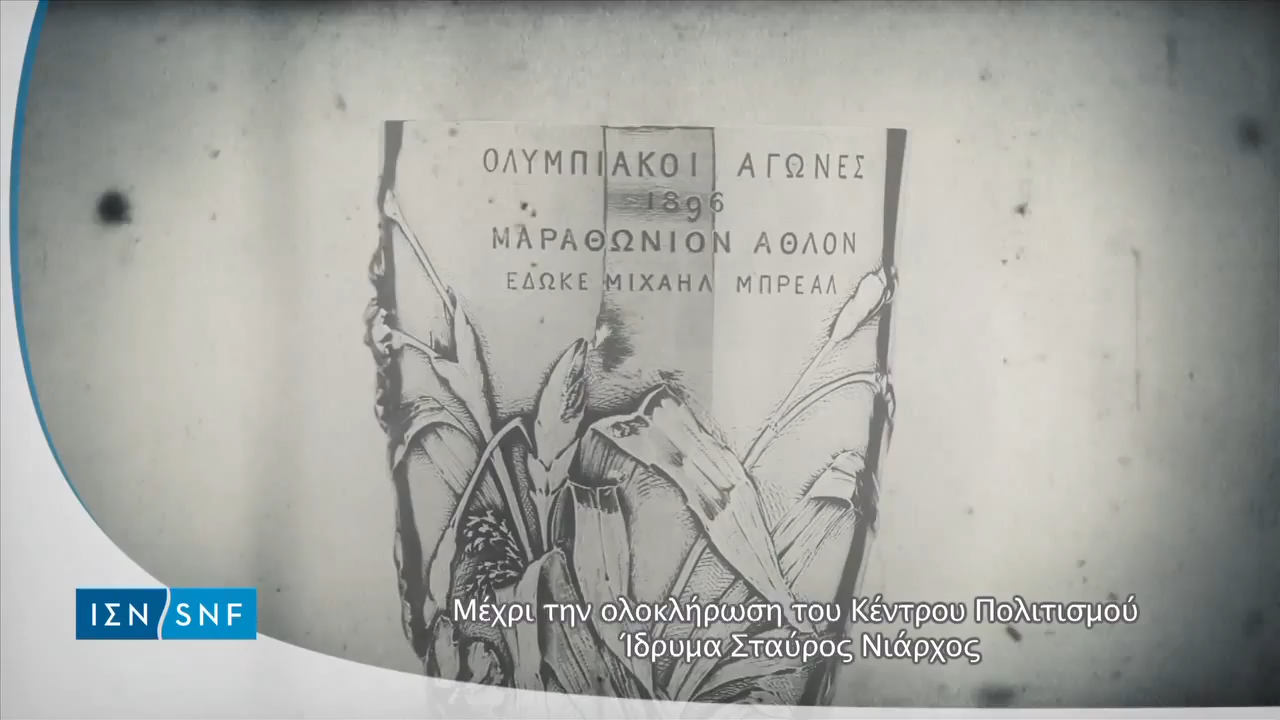 ΟΛΥΜΠΙΑΚΟΙ ΑΓΩΝΕΣ
1896
ΜΑΡΑΘΩΝΙΟΝ ΑΘΛΟΝ
ΕΔΩΚΕ ΜΙΧΑΗΛ ΜΠΡΕΑΛ
ΙΣΝ SNF
Μέχρι την ολοκλήρωση του Κέντρου Πολιτισμού
Ίδρυμα Σταύρος Νιάρχος